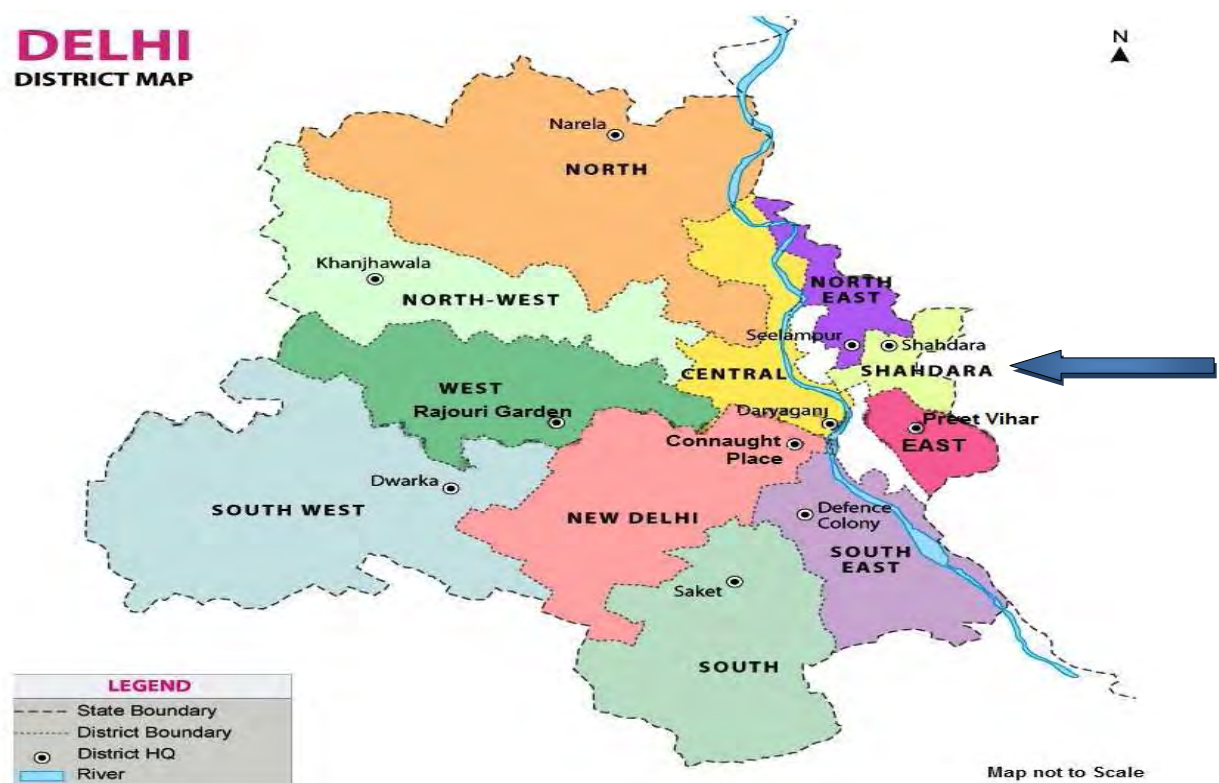 DELHI
DISTRICT MAP
N
Narela
NORTH
Khanjhawala
NORTH-WEST
NORTH
EAST
Seelampur
Shahdara
SHAHDARA
CENTRAL
WEST
Rajouri Garden
Daryaganj
Preet Vihar
EAST
Connaught
Place
Dwarka
SOUTH WEST
NEW DELHI
Defence
Colony
SOUTH
EAST
Saket
SOUTH
LEGEND
State Boundary
District Boundary
District HQ
River
Map not to Scale